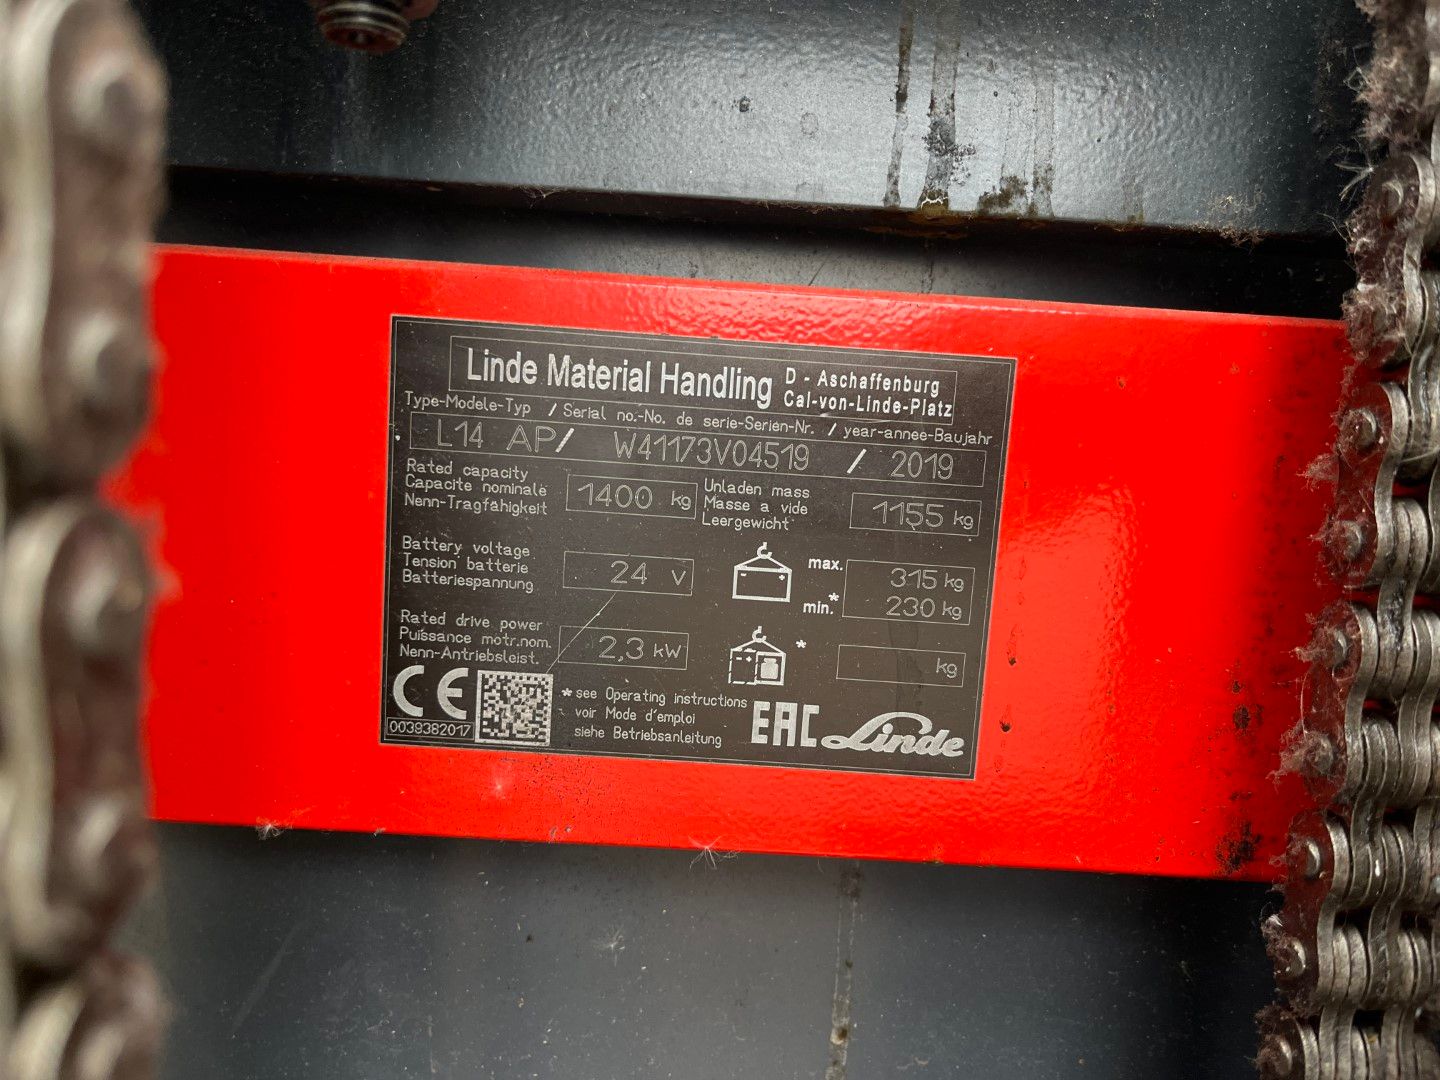 Linde Material Handling D - Aschaffenburg
Cal-von-Linde-Platz
Type-Modele-Typ / Serial no.-No. de serie-Serien-Nr. / year-annee-Baujahr
L14 AP / W41173V04519 / 2019
Rated capacity
Capacite nominale
Nenn-Tragfähigkeit
1400 kg
Unladen mass
Masse a vide
Leergewicht
1155 kg
Battery voltage
Tension batterie
Batteriespannung
24 V
max. 315 kg
min.* 230 kg
Rated drive power
Puissance motr.nom.
Nenn-Antriebsleist.
2,3 kW
- +
* kg
CE
0039382017
* see Operating instructions
voir Mode d'emploi
siehe Betriebsanleitung
EAC Linde